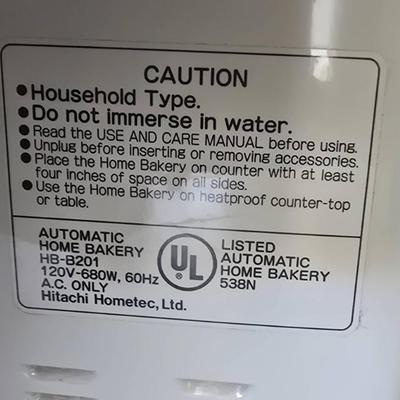 CAUTION
●Household Type.
●Do not immerse in water.
●Read the USE AND CARE MANUAL before using.
●Unplug before inserting or removing accessories.
●Place the Home Bakery on counter with at least
four inches of space on all sides.
●Use the Home Bakery on heatproof counter-top
or table.
AUTOMATIC
HOME BAKERY
HB-B201
120V-680W, 60Hz
A.C. ONLY
Hitachi Hometec, Ltd.
UL
LISTED
AUTOMATIC
HOME BAKERY
538N